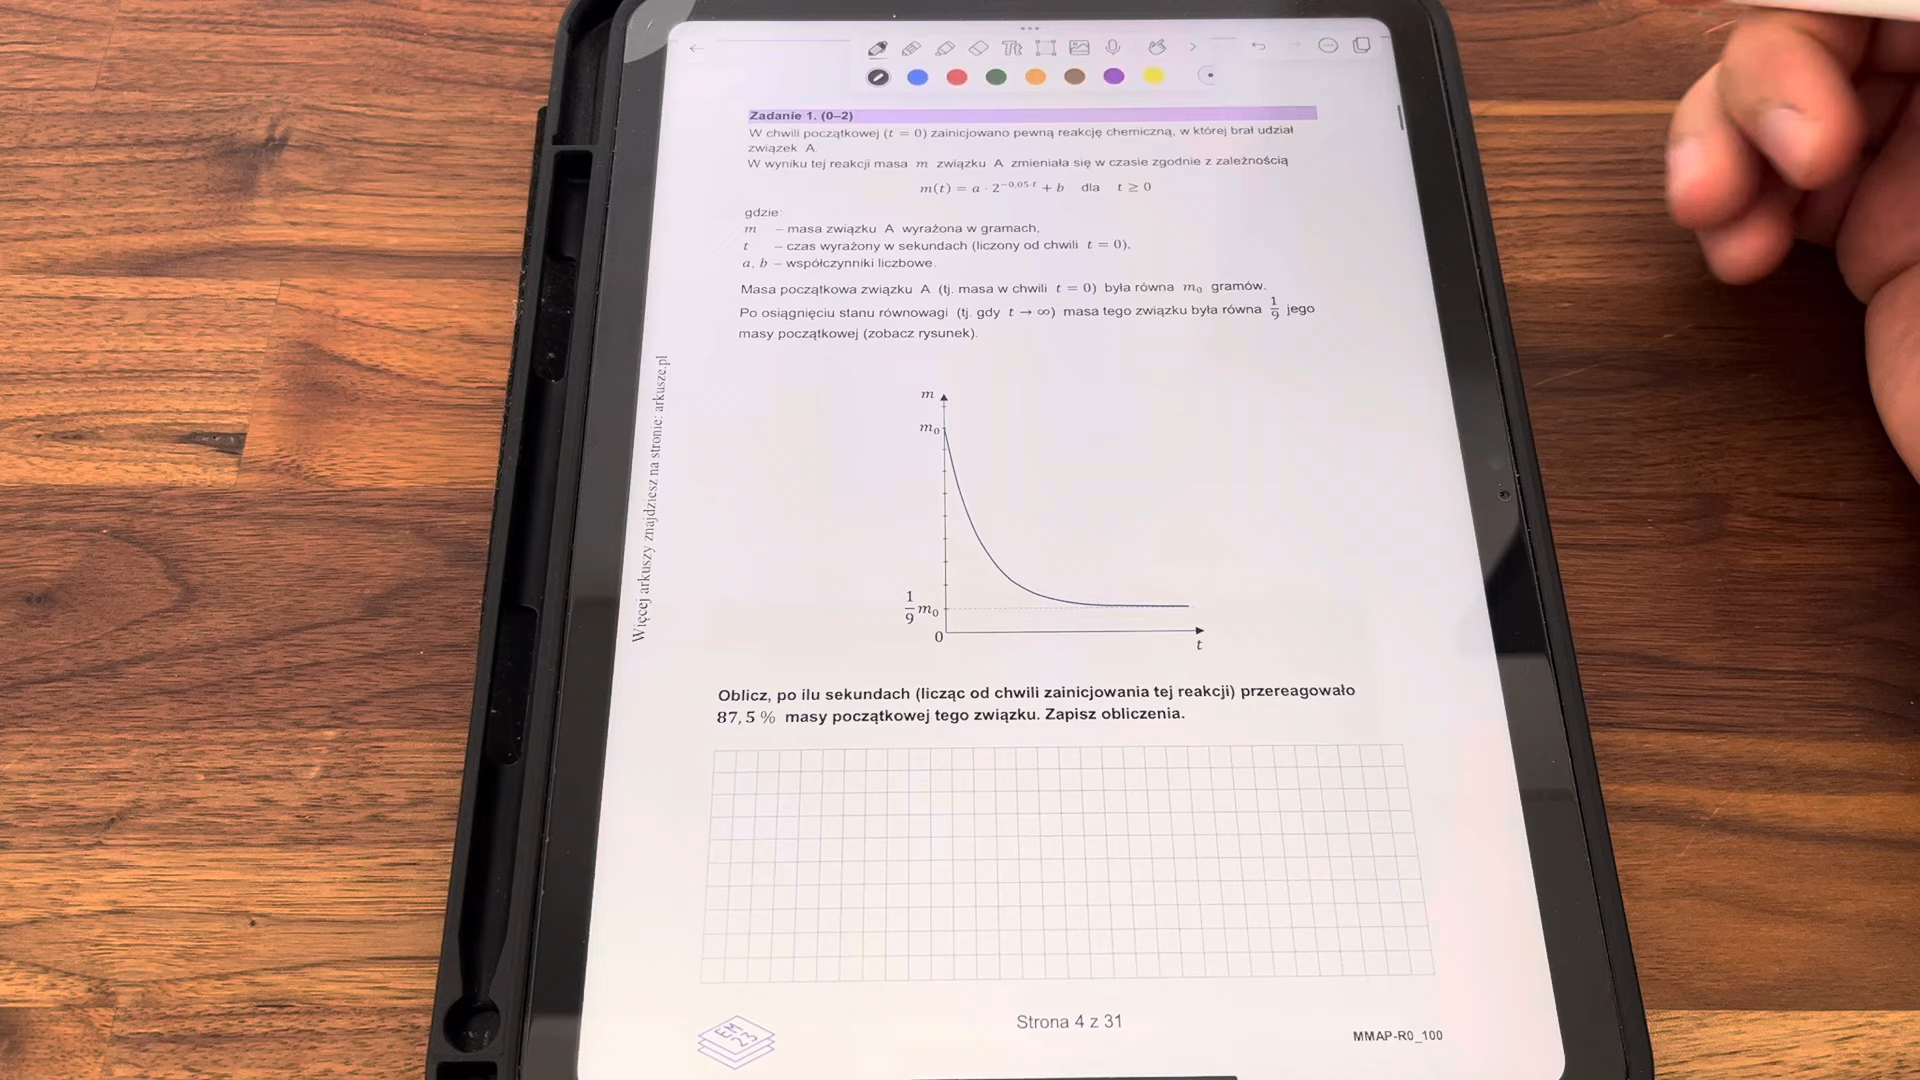 Zadanie 1. (0–2)
W chwili początkowej (t = 0) zainicjowano pewną reakcję chemiczną, w której brał udział
związek A.
W wyniku tej reakcji masa m związku A zmieniała się w czasie zgodnie z zależnością
m(t) = a · 2^{−0,05 t} + b dla t ≥ 0
gdzie:
m – masa związku A wyrażona w gramach,
t – czas wyrażony w sekundach (liczony od chwili t = 0),
a, b – współczynniki liczbowe.
Masa początkowa związku A (tj. masa w chwili t = 0) była równa m₀ gramów.
Po osiągnięciu stanu równowagi (tj. gdy t → ∞) masa tego związku była równa 1/9 jego
masy początkowej (zobacz rysunek).
Więcej arkuszy znajdziesz na stronie: arkusze.pl
m
m₀
1/9 m₀
0
t
Oblicz, po ilu sekundach (licząc od chwili zainicjowania tej reakcji) przereagowało
87,5 % masy początkowej tego związku. Zapisz obliczenia.
EM
23
Strona 4 z 31
MMAP-R0_100